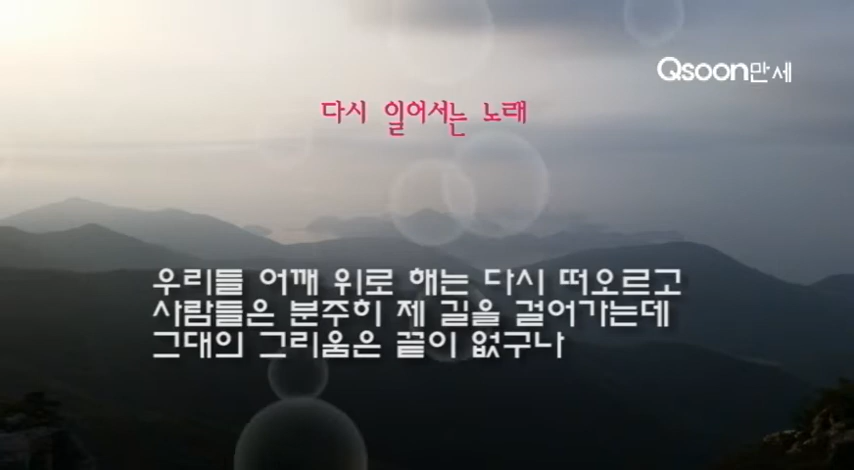 Qsoon만세
다시 일어서는 노래
우리들 어깨 위로 해는 다시 떠오르고
사람들은 분주히 제 길을 걸어가는데
그대의 그리움은 끝이 없구나